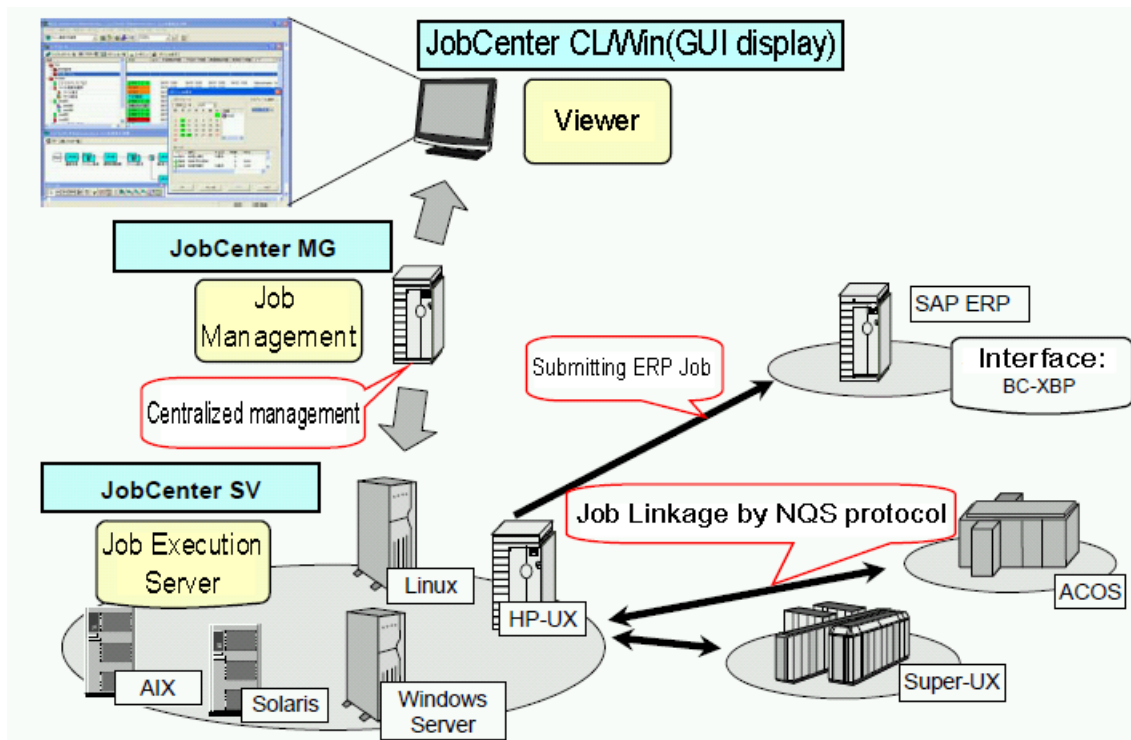 JobCenter CL/Win(GUI display)
Viewer
JobCenter MG
Job
Management
Centralized management
Submitting ERP Job
SAP ERP
Interface:
BC-XBP
JobCenter SV
Job Execution
Server
Job Linkage by NQS protocol
Linux
HP-UX
ACOS
AIX
Solaris
Windows
Server
Super-UX